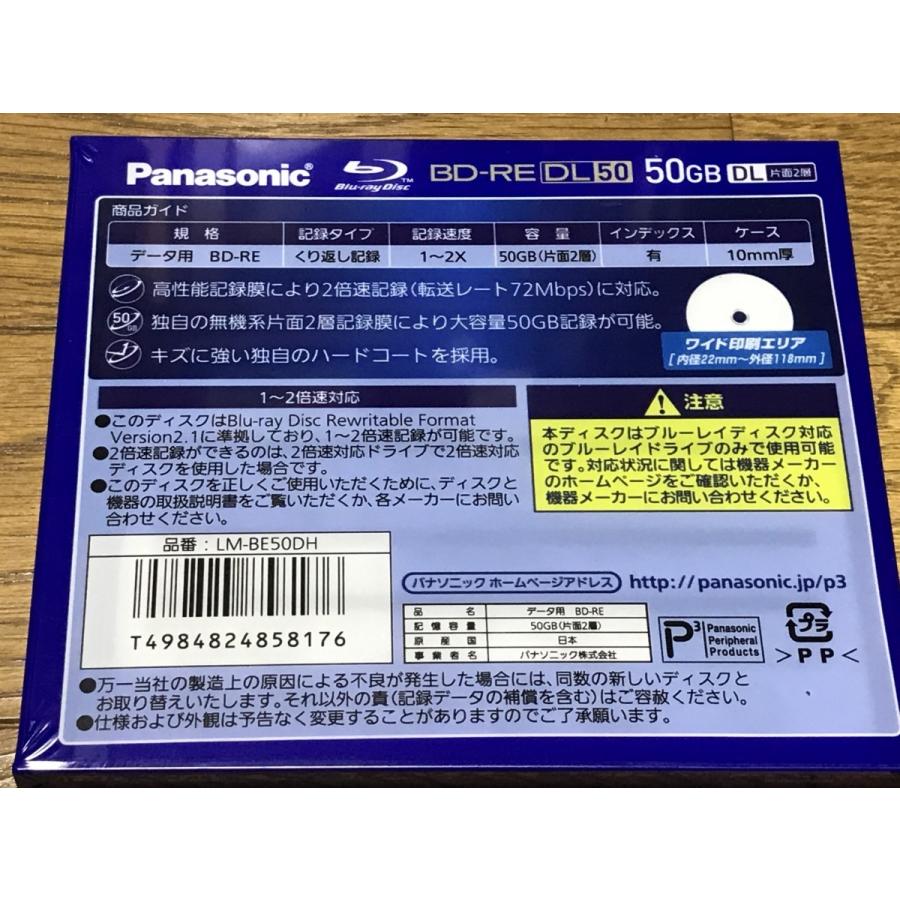 Panasonic® Blu-ray Disc™ BD-RE DL50 50GB DL 片面2層
商品ガイド
規格 記録タイプ 記録速度 容量 インデックス ケース
データ用 BD-RE くり返し記録 1～2X 50GB(片面2層) 有 10mm厚
高性能記録膜により2倍速記録(転送レート72Mbps)に対応。
50GB 独自の無機系片面2層記録膜により大容量50GB記録が可能。
キズに強い独自のハードコートを採用。
ワイド印刷エリア
[内径22mm～外径118mm]
1～2倍速対応
●このディスクはBlu-ray Disc Rewritable Format
Version2.1に準拠しており、1～2倍速記録が可能です。
●2倍速記録ができるのは、2倍速対応ドライブで2倍速対応
ディスクを使用した場合です。
●このディスクを正しくご使用いただくために、ディスクと
機器の取扱説明書をご覧いただくか、各メーカーにお問い
合わせください。
注意
本ディスクはブルーレイディスク対応
のブルーレイドライブのみで使用可能
です。対応状況に関しては機器メーカー
のホームページをご確認いただくか、
機器メーカーにお問い合わせください。
品番:LM-BE50DH
T4984824858176
パナソニック ホームページアドレス http://panasonic.jp/p3
品名 データ用 BD-RE
記憶容量 50GB(片面2層)
原産国 日本
事業者名 パナソニック株式会社
P3 Panasonic
Peripheral
Products
プラ
>PP<
●万一当社の製造上の原因による不良が発生した場合には、同数の新しいディスクと
お取り替えいたします。それ以外の責(記録データの補償を含む)はご容赦ください。
●仕様および外観は予告なく変更することがありますのでご了承願います。